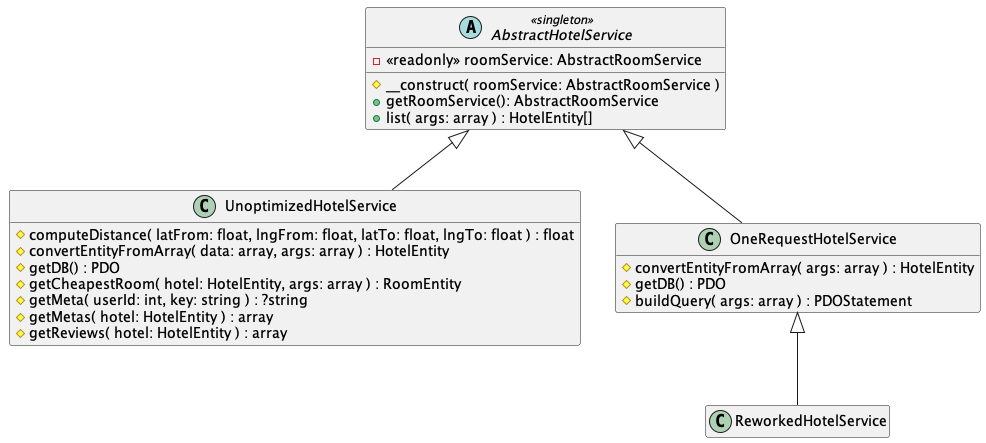 «singleton»
A AbstractHotelService
«readonly» roomService: AbstractRoomService
__construct( roomService: AbstractRoomService )
getRoomService(): AbstractRoomService
list( args: array ) : HotelEntity[]
C UnoptimizedHotelService
computeDistance( latFrom: float, lngFrom: float, latTo: float, lngTo: float ) : float
convertEntityFromArray( data: array, args: array ) : HotelEntity
getDB() : PDO
getCheapestRoom( hotel: HotelEntity, args: array ) : RoomEntity
getMeta( userId: int, key: string ) : ?string
getMetas( hotel: HotelEntity ) : array
getReviews( hotel: HotelEntity ) : array
C OneRequestHotelService
convertEntityFromArray( args: array ) : HotelEntity
getDB() : PDO
buildQuery( args: array ) : PDOStatement
C ReworkedHotelService